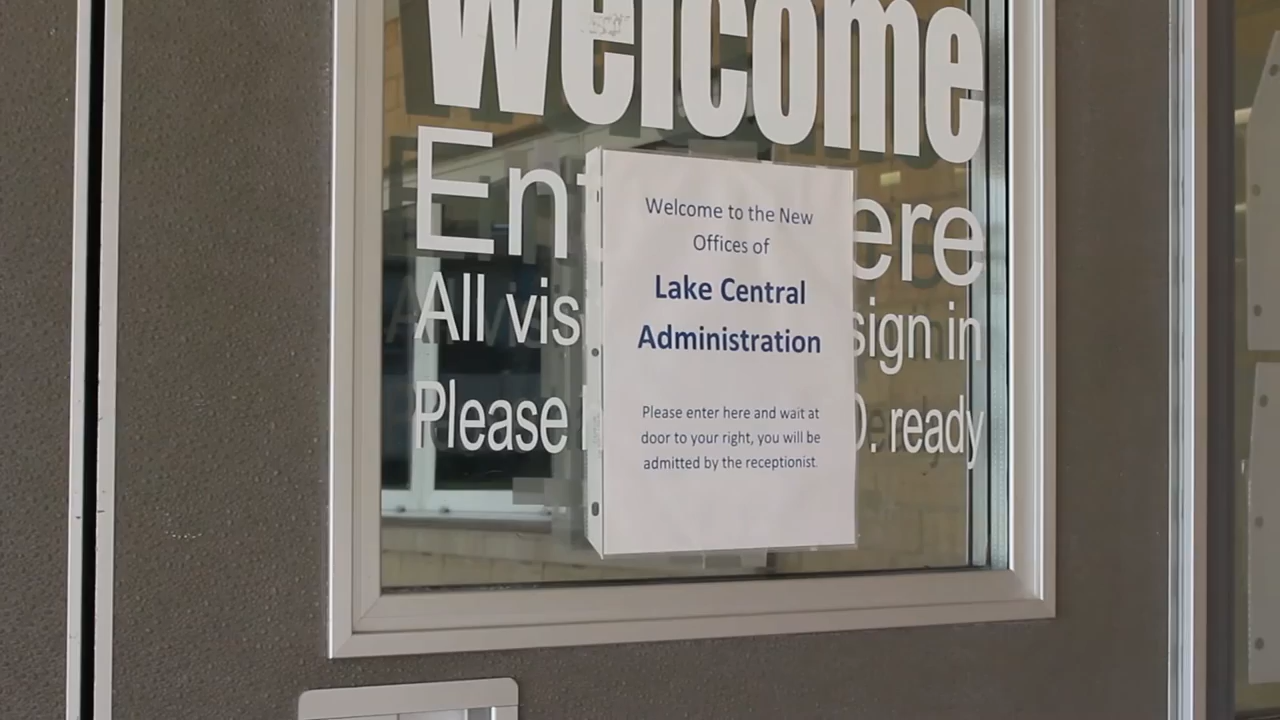 Welcome
Ent ere
All vis sign in
Please . ready
Welcome to the New
Offices of
Lake Central
Administration
Please enter here and wait at
door to your right, you will be
admitted by the receptionist.